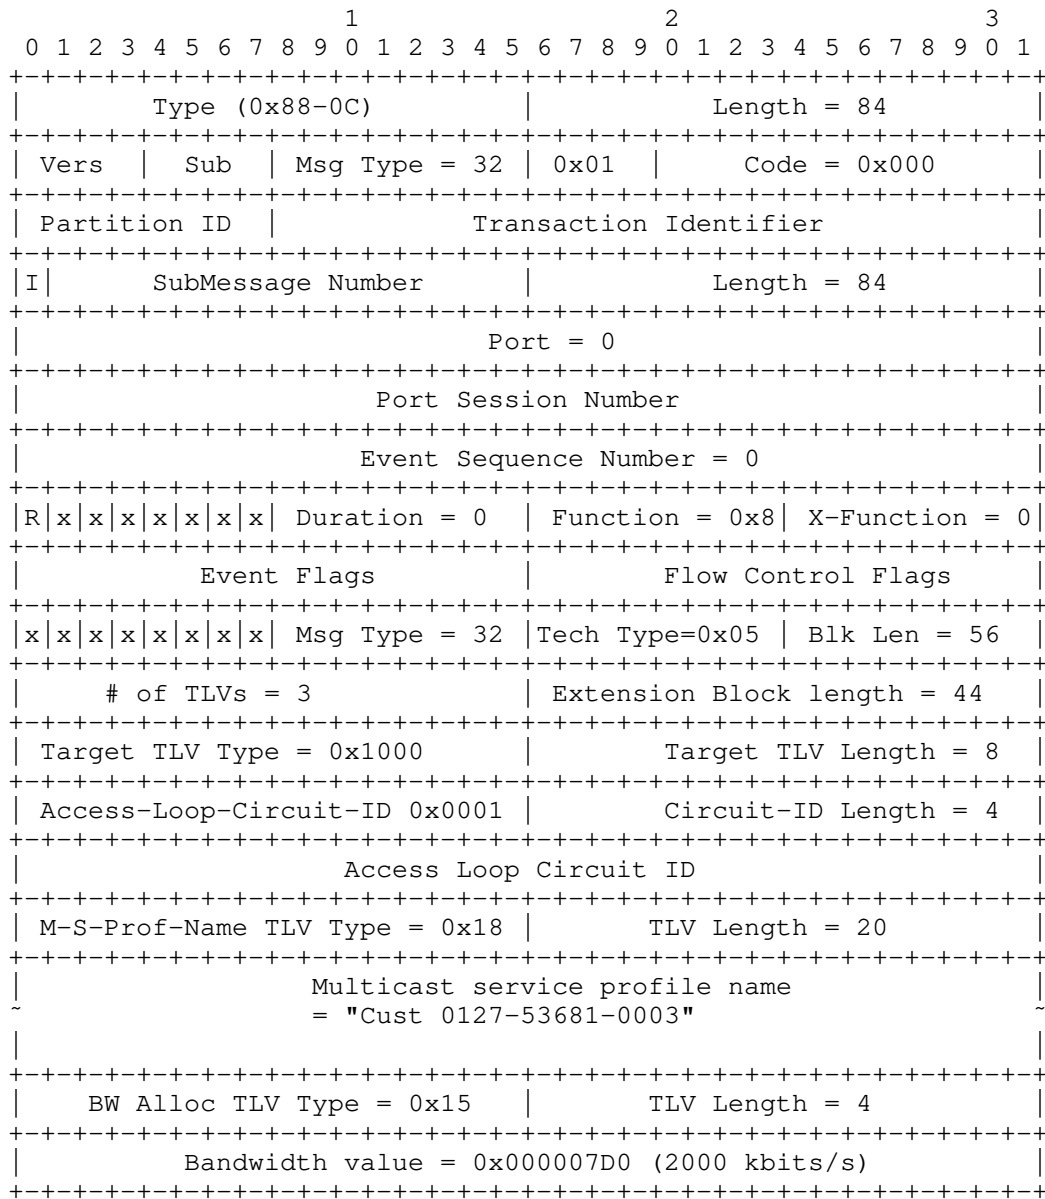 1                   2                   3
 0 1 2 3 4 5 6 7 8 9 0 1 2 3 4 5 6 7 8 9 0 1 2 3 4 5 6 7 8 9 0 1
+-+-+-+-+-+-+-+-+-+-+-+-+-+-+-+-+-+-+-+-+-+-+-+-+-+-+-+-+-+-+-+-+
|        Type (0x88-0C)         |           Length = 84         |
+-+-+-+-+-+-+-+-+-+-+-+-+-+-+-+-+-+-+-+-+-+-+-+-+-+-+-+-+-+-+-+-+
| Vers  |  Sub  | Msg Type = 32 | 0x01  |     Code = 0x000      |
+-+-+-+-+-+-+-+-+-+-+-+-+-+-+-+-+-+-+-+-+-+-+-+-+-+-+-+-+-+-+-+-+
| Partition ID  |            Transaction Identifier             |
+-+-+-+-+-+-+-+-+-+-+-+-+-+-+-+-+-+-+-+-+-+-+-+-+-+-+-+-+-+-+-+-+
|I|      SubMessage Number      |           Length = 84         |
+-+-+-+-+-+-+-+-+-+-+-+-+-+-+-+-+-+-+-+-+-+-+-+-+-+-+-+-+-+-+-+-+
|                             Port = 0                          |
+-+-+-+-+-+-+-+-+-+-+-+-+-+-+-+-+-+-+-+-+-+-+-+-+-+-+-+-+-+-+-+-+
|                      Port Session Number                      |
+-+-+-+-+-+-+-+-+-+-+-+-+-+-+-+-+-+-+-+-+-+-+-+-+-+-+-+-+-+-+-+-+
|                     Event Sequence Number = 0                 |
+-+-+-+-+-+-+-+-+-+-+-+-+-+-+-+-+-+-+-+-+-+-+-+-+-+-+-+-+-+-+-+-+
|R|x|x|x|x|x|x|x| Duration = 0  | Function = 0x8| X-Function = 0|
+-+-+-+-+-+-+-+-+-+-+-+-+-+-+-+-+-+-+-+-+-+-+-+-+-+-+-+-+-+-+-+-+
|           Event Flags         |        Flow Control Flags     |
+-+-+-+-+-+-+-+-+-+-+-+-+-+-+-+-+-+-+-+-+-+-+-+-+-+-+-+-+-+-+-+-+
|x|x|x|x|x|x|x|x| Msg Type = 32 |Tech Type=0x05 | Blk Len = 56  |
+-+-+-+-+-+-+-+-+-+-+-+-+-+-+-+-+-+-+-+-+-+-+-+-+-+-+-+-+-+-+-+-+
|     # of TLVs = 3             | Extension Block length = 44   |
+-+-+-+-+-+-+-+-+-+-+-+-+-+-+-+-+-+-+-+-+-+-+-+-+-+-+-+-+-+-+-+-+
| Target TLV Type = 0x1000      |        Target TLV Length = 8  |
+-+-+-+-+-+-+-+-+-+-+-+-+-+-+-+-+-+-+-+-+-+-+-+-+-+-+-+-+-+-+-+-+
| Access-Loop-Circuit-ID 0x0001 |        Circuit-ID Length = 4  |
+-+-+-+-+-+-+-+-+-+-+-+-+-+-+-+-+-+-+-+-+-+-+-+-+-+-+-+-+-+-+-+-+
|                    Access Loop Circuit ID                     |
+-+-+-+-+-+-+-+-+-+-+-+-+-+-+-+-+-+-+-+-+-+-+-+-+-+-+-+-+-+-+-+-+
| M-S-Prof-Name TLV Type = 0x18 |       TLV Length = 20         |
+-+-+-+-+-+-+-+-+-+-+-+-+-+-+-+-+-+-+-+-+-+-+-+-+-+-+-+-+-+-+-+-+
|                  Multicast service profile name               |
~                  = "Cust 0127-53681-0003"                     ~
|                                                               |
+-+-+-+-+-+-+-+-+-+-+-+-+-+-+-+-+-+-+-+-+-+-+-+-+-+-+-+-+-+-+-+-+
|    BW Alloc TLV Type = 0x15   |       TLV Length = 4          |
+-+-+-+-+-+-+-+-+-+-+-+-+-+-+-+-+-+-+-+-+-+-+-+-+-+-+-+-+-+-+-+-+
|          Bandwidth value = 0x000007D0 (2000 kbits/s)          |
+-+-+-+-+-+-+-+-+-+-+-+-+-+-+-+-+-+-+-+-+-+-+-+-+-+-+-+-+-+-+-+-+